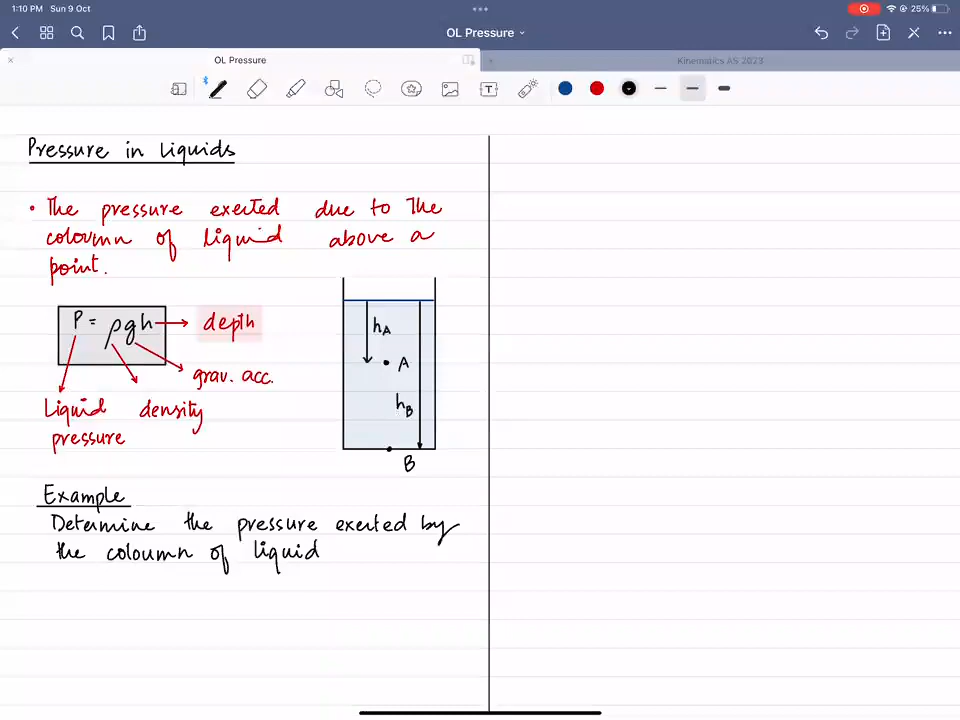 1:10 PM Sun 9 Oct
25%
OL Pressure
OL Pressure
Kinematics AS 2023
Pressure in Liquids
• The pressure exerted due to the
coloumn of liquid above a
point.
P = ρgh → depth
grav. acc.
Liquid density
pressure
hA
A
hB
B
Example
Determine the pressure exerted by
the coloumn of liquid